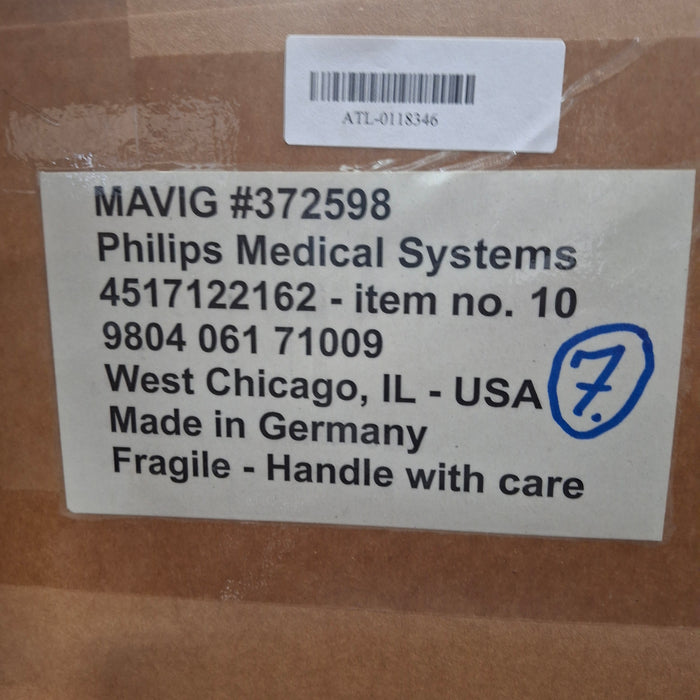 ATL-0118346
MAVIG #372598
Philips Medical Systems
4517122162 - item no. 10
9804 061 71009
West Chicago, IL - USA
7.
Made in Germany
Fragile - Handle with care